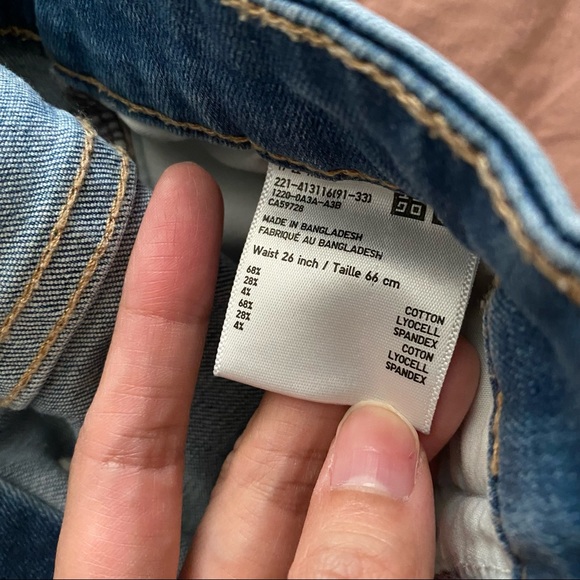 221-413116(91-33)
1220-0A3A-A3B
CA59728
MADE IN BANGLADESH
FABRIQUÉ AU BANGLADESH
Waist 26 inch / Taille 66 cm
68% COTTON
28% LYOCELL
4% SPANDEX
68% COTON
28% LYOCELL
4% SPANDEX